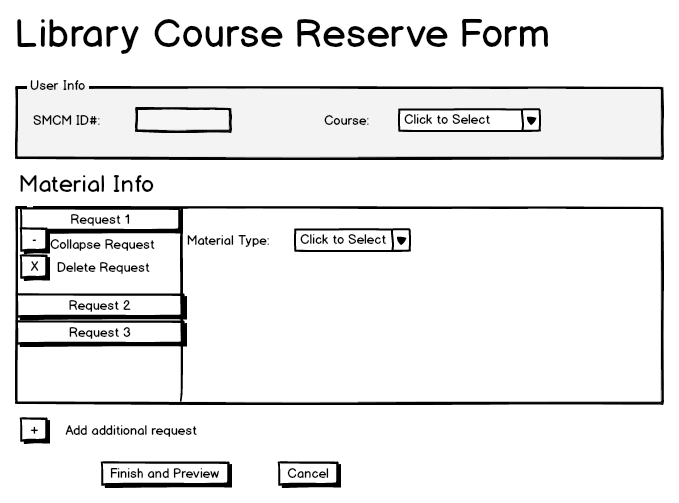 Library Course Reserve Form
User Info
SMCM ID#: Course: Click to Select
Material Info
Request 1
- Collapse Request Material Type: Click to Select
X Delete Request
Request 2
Request 3
+ Add additional request
Finish and Preview Cancel